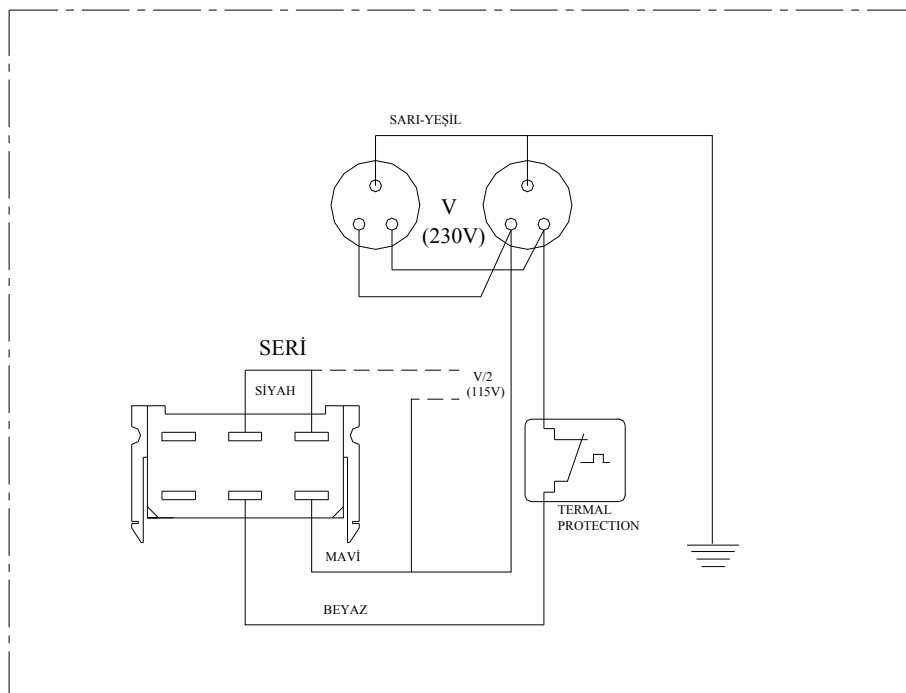 SARI-YEŞİL
V
(230V)
SERİ
SİYAH
V/2
(115V)
TERMAL
PROTECTION
MAVİ
BEYAZ